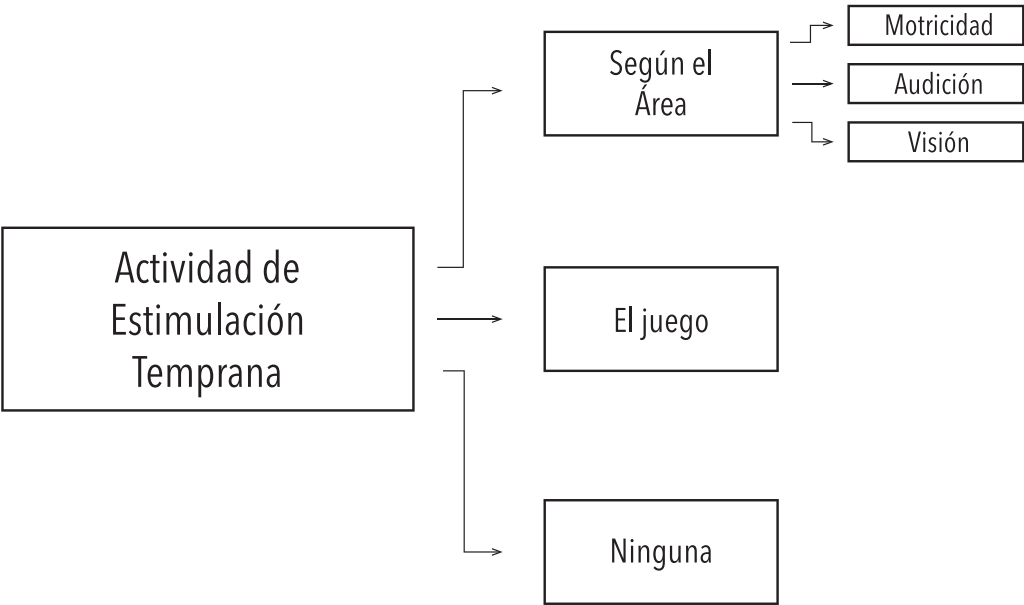 Actividad de
Estimulación
Temprana
Según el
Área
Motricidad
Audición
Visión
El juego
Ninguna